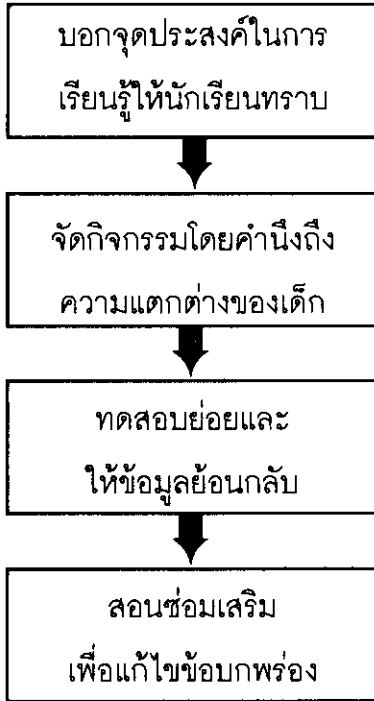 บอกจุดประสงค์ในการ
เรียนรู้ให้นักเรียนทราบ
จัดกิจกรรมโดยคำนึงถึง
ความแตกต่างของเด็ก
ทดสอบย่อยและ
ให้ข้อมูลย้อนกลับ
สอนซ่อมเสริม
เพื่อแก้ไขข้อบกพร่อง